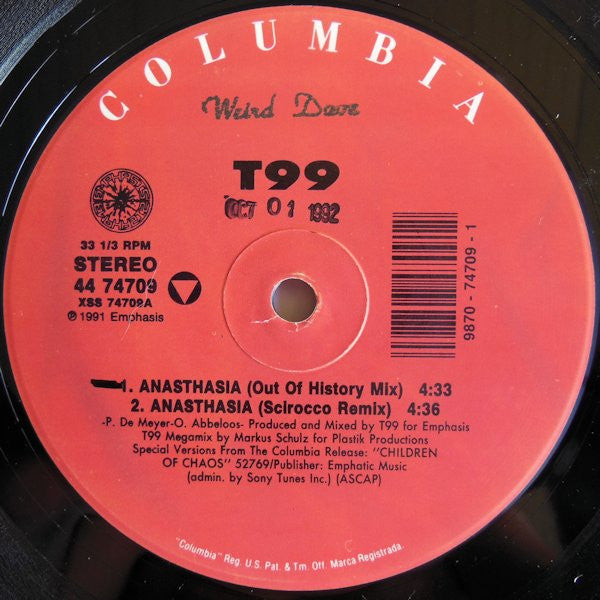 COLUMBIA
Weird Dave
T99
OCT 01 1992
33 1/3 RPM
STEREO
44 74709
XSS 74709A
℗ 1991 Emphasis
9870 - 74709 - 1
1. ANASTHASIA (Out Of History Mix) 4:33
2. ANASTHASIA (Scirocco Remix) 4:36
-P. De Meyer-O. Abbeloos- Produced and Mixed by T99 for Emphasis
T99 Megamix by Markus Schulz for Plastik Productions
Special Versions From The Columbia Release: "CHILDREN
OF CHAOS" 52769/Publisher: Emphatic Music
(admin. by Sony Tunes Inc.) (ASCAP)
"Columbia" Reg. U.S. Pat. & Tm. Off. Marca Registrada.